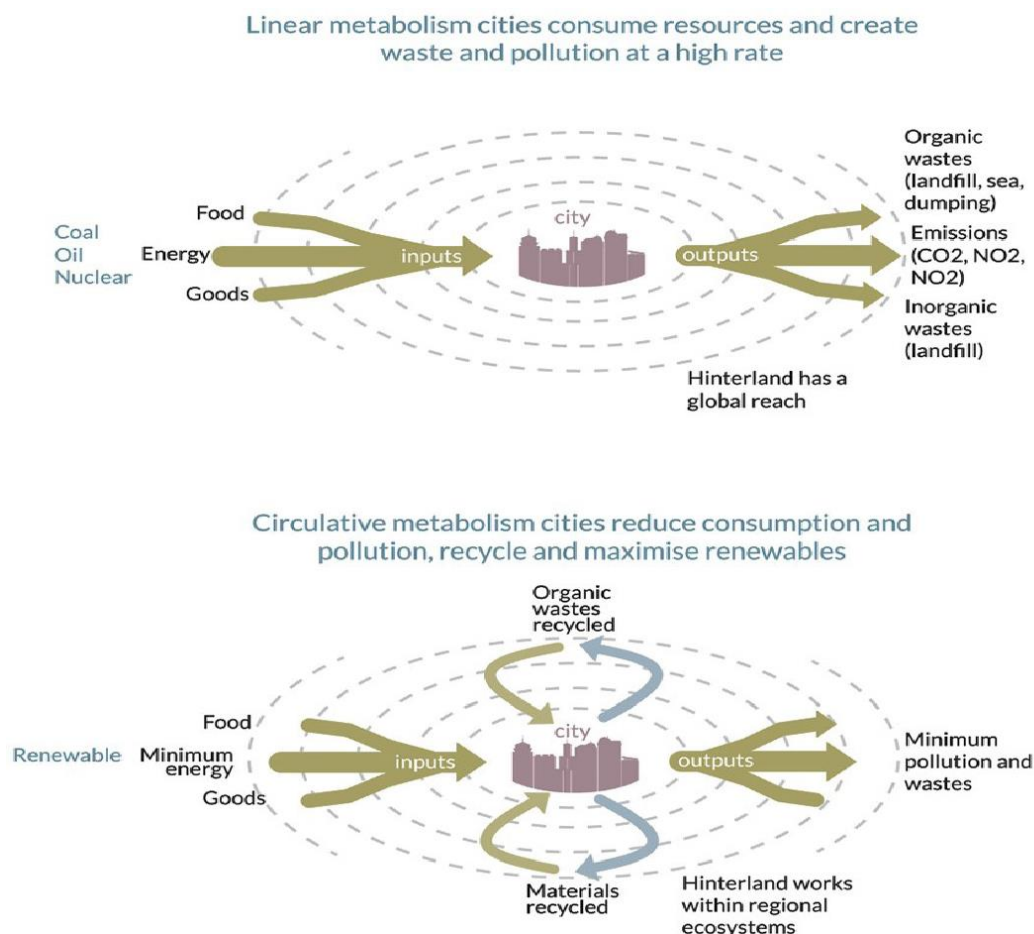 Linear metabolism cities consume resources and create
waste and pollution at a high rate
Coal
Oil
Nuclear
Food
Energy
Goods
inputs
city
outputs
Organic
wastes
(landfill, sea,
dumping)
Emissions
(CO2, NO2,
NO2)
Inorganic
wastes
(landfill)
Hinterland has a
global reach
Circulative metabolism cities reduce consumption and
pollution, recycle and maximise renewables
Organic
wastes
recycled
Renewable
Food
Minimum
energy
Goods
inputs
city
outputs
Minimum
pollution and
wastes
Materials
recycled
Hinterland works
within regional
ecosystems